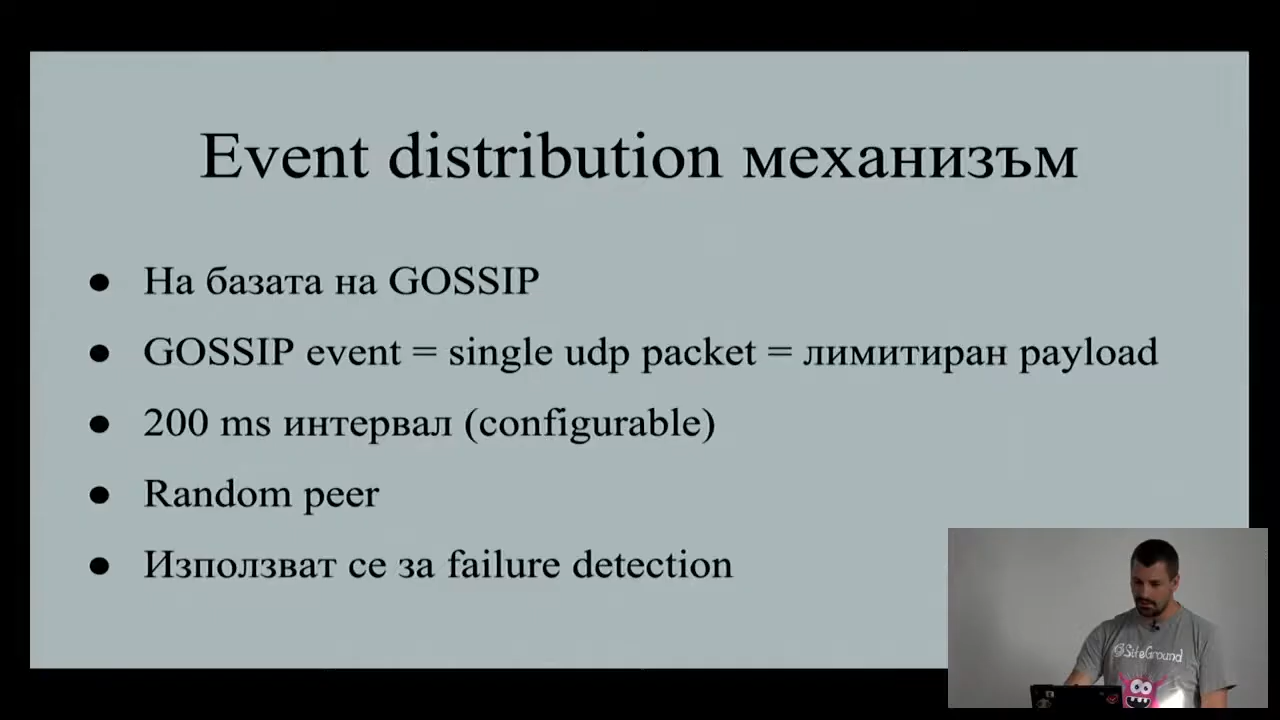 Event distribution механизъм
● На базата на GOSSIP
● GOSSIP event = single udp packet = лимитиран payload
● 200 ms интервал (configurable)
● Random peer
● Използват се за failure detection
@SiteGround